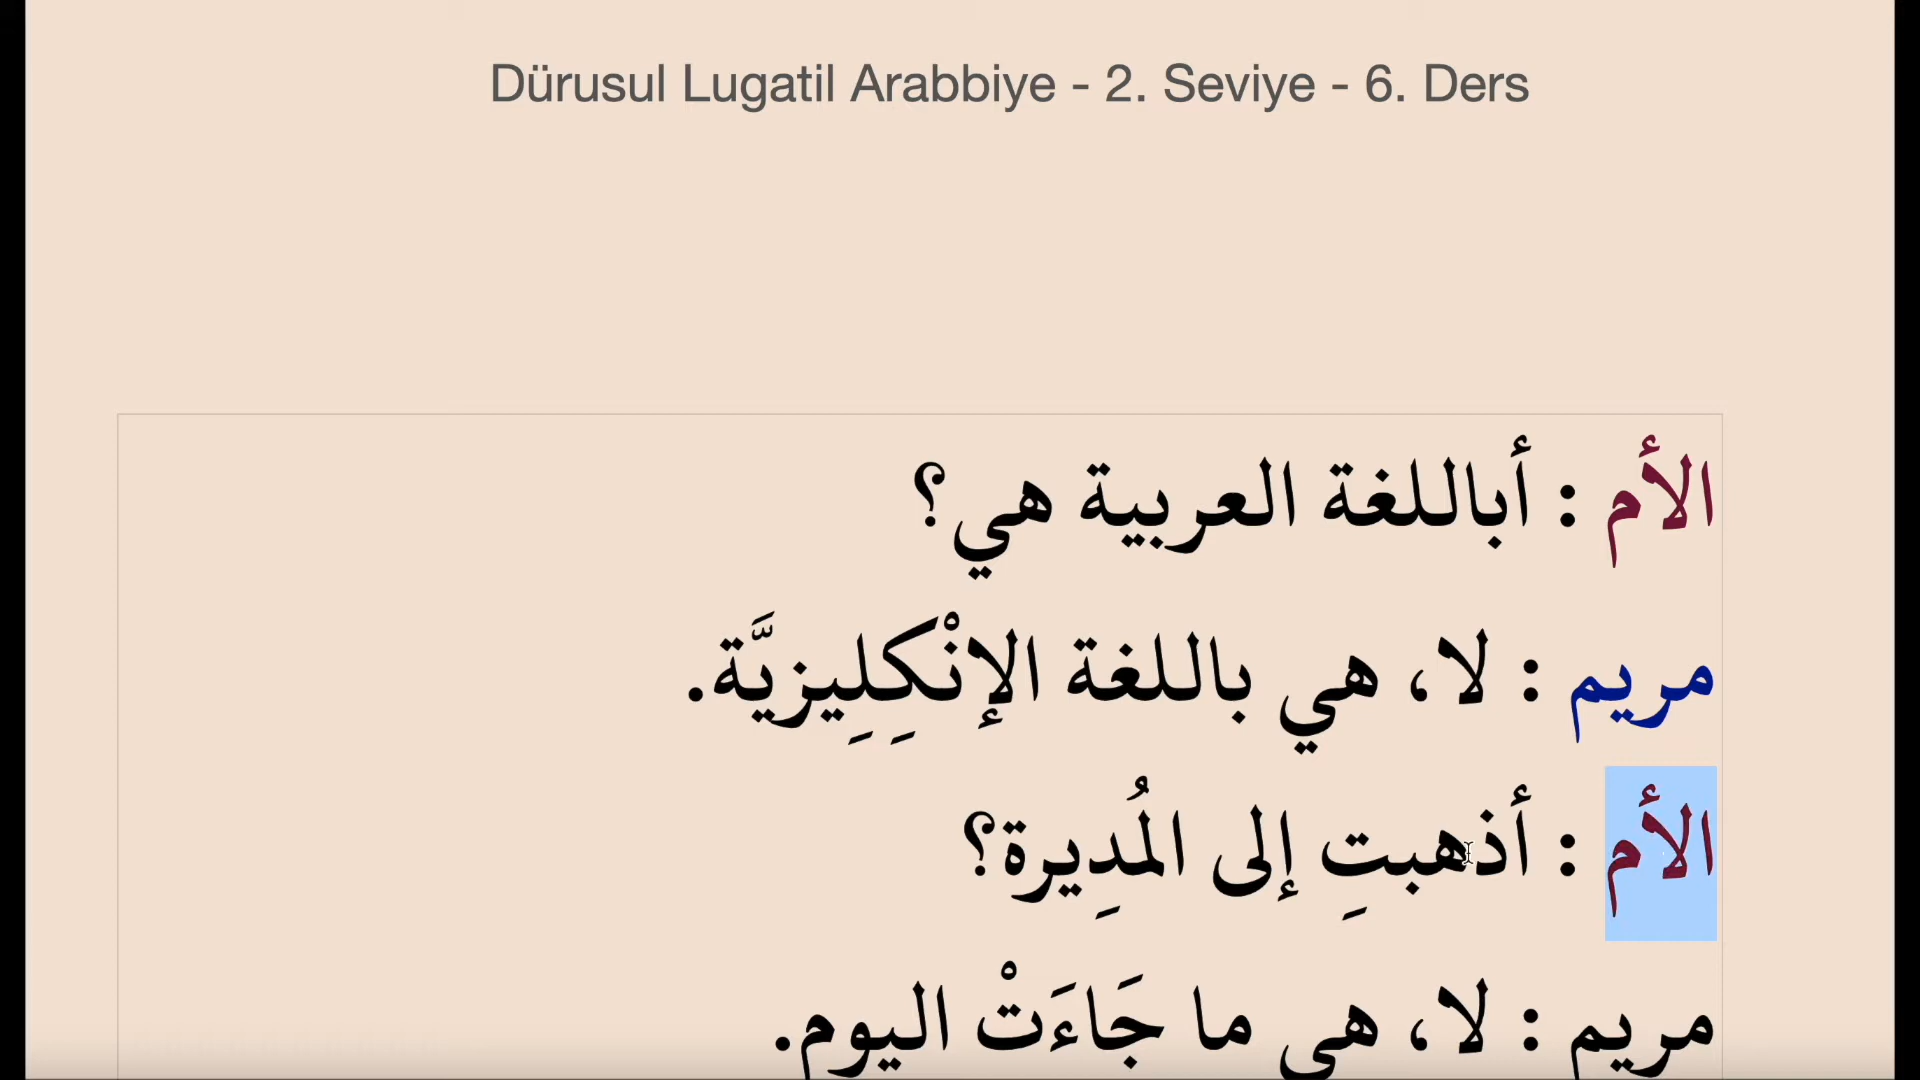 Dürusul Lugatil Arabbiye - 2. Seviye - 6. Ders
الأم : أباللغة العربية هي؟
مريم : لا، هي باللغة الإنْكِلِيزيَّة.
الأم : أذهبتِ إلى المُدِيرة؟
مريم : لا، هي ما جَاءَتْ اليوم.